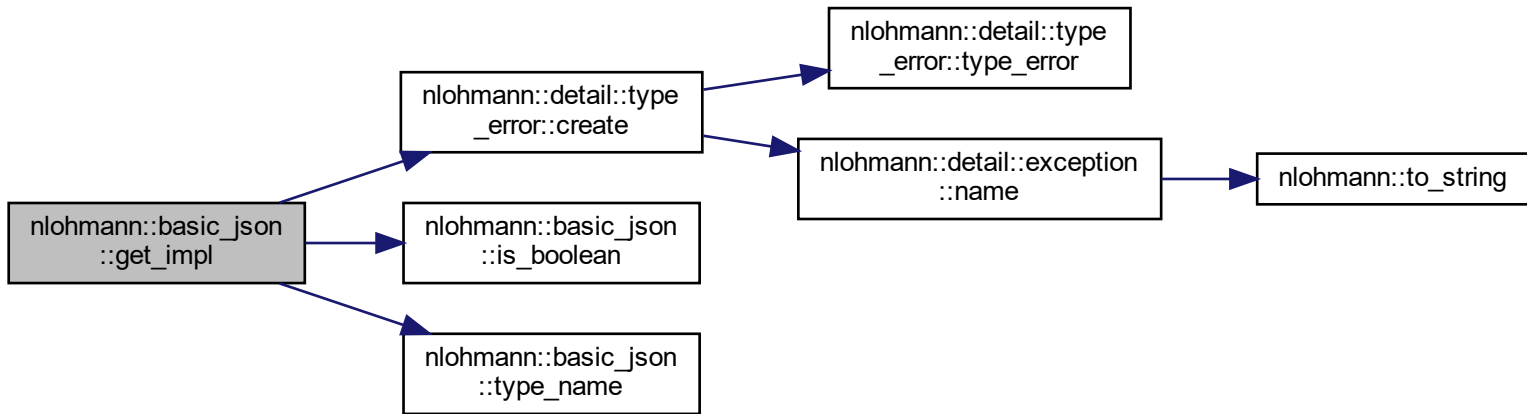 nlohmann::basic_json
::get_impl
nlohmann::detail::type
_error::create
nlohmann::detail::type
_error::type_error
nlohmann::detail::exception
::name
nlohmann::to_string
nlohmann::basic_json
::is_boolean
nlohmann::basic_json
::type_name